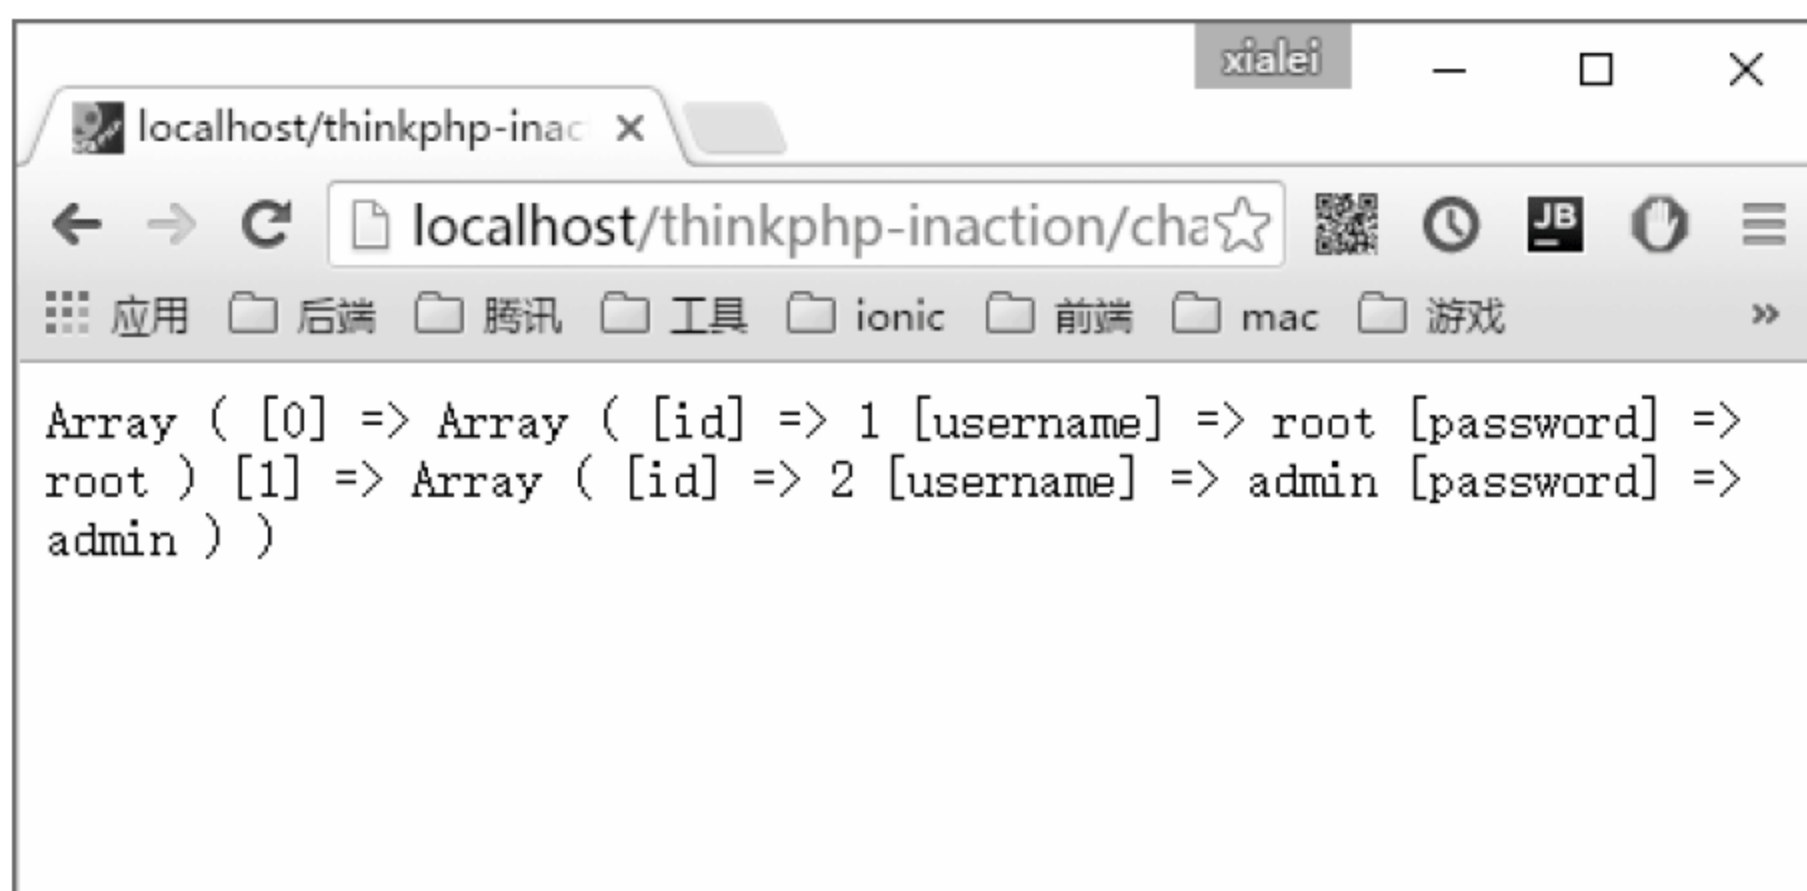 xialei
localhost/thinkphp-inac
localhost/thinkphp-inaction/cha
JB
应用 后端 腾讯 工具 ionic 前端 mac 游戏 »
Array ( [0] => Array ( [id] => 1 [username] => root [password] =>
root ) [1] => Array ( [id] => 2 [username] => admin [password] =>
admin ) )